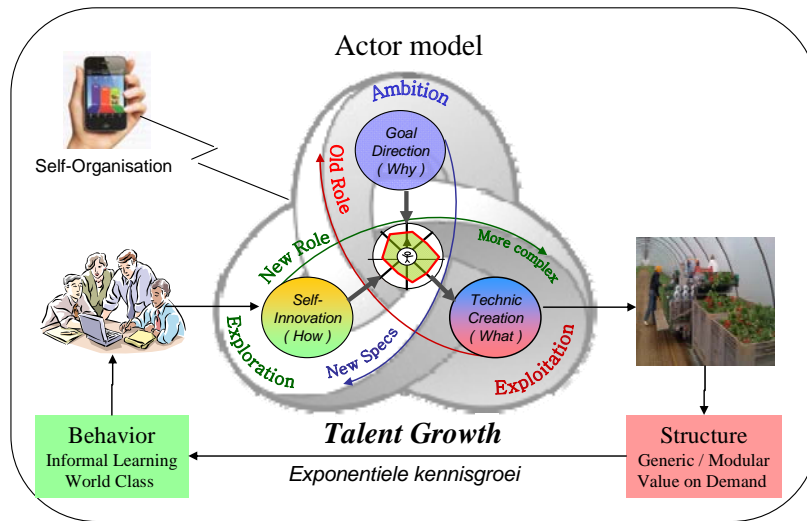 Actor model
Self-Organisation
Ambition
Goal
Direction
( Why )
Old Role
New Role
More complex
Self-
Innovation
( How )
Technic
Creation
( What )
Exploration
New Specs
Exploitation
Behavior
Informal Learning
World Class
Talent Growth
Exponentiele kennisgroei
Structure
Generic / Modular
Value on Demand